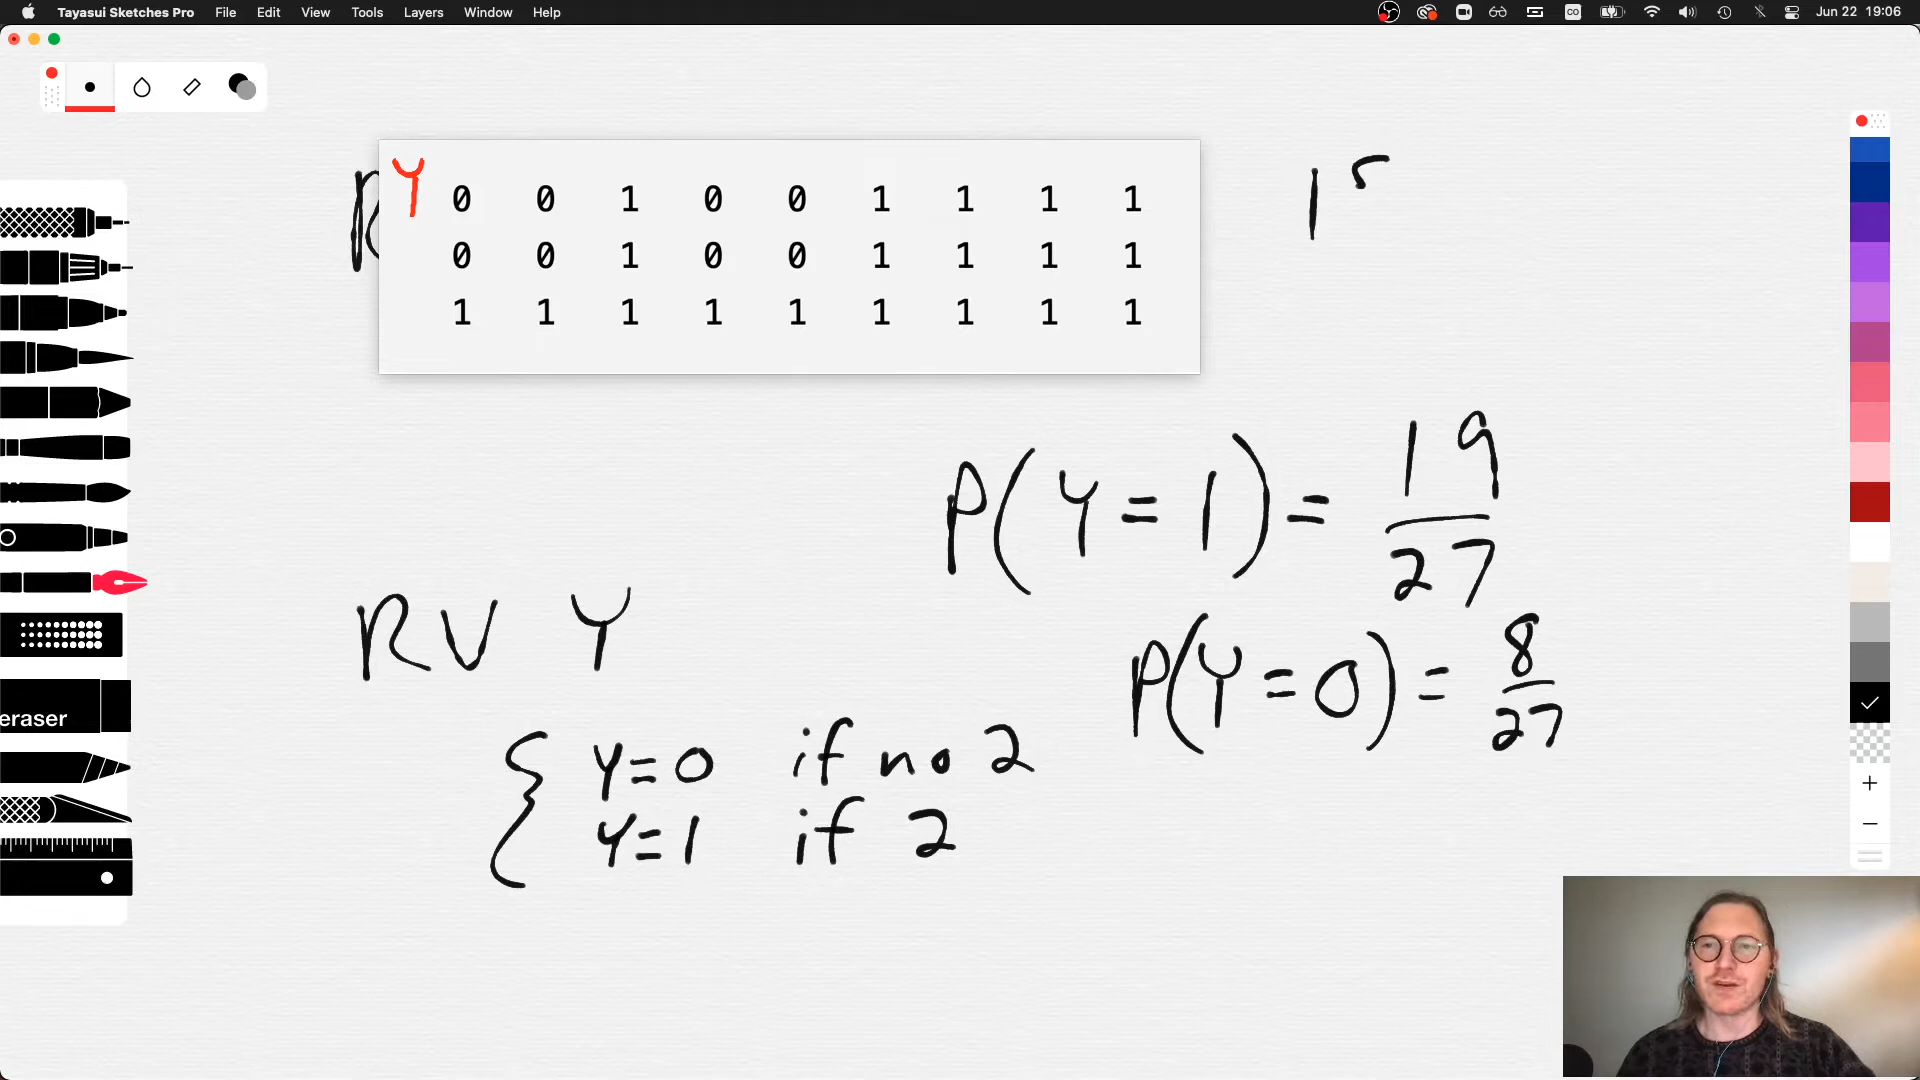 Tayasui Sketches Pro File Edit View Tools Layers Window Help
Jun 22 19:06
Y
0 0 1 0 0 1 1 1 1
0 0 1 0 0 1 1 1 1
1 1 1 1 1 1 1 1 1
P(Y = 1) = 19/27
RV Y
P(Y = 0) = 8/27
Y=0 if no 2
Y=1 if 2
eraser